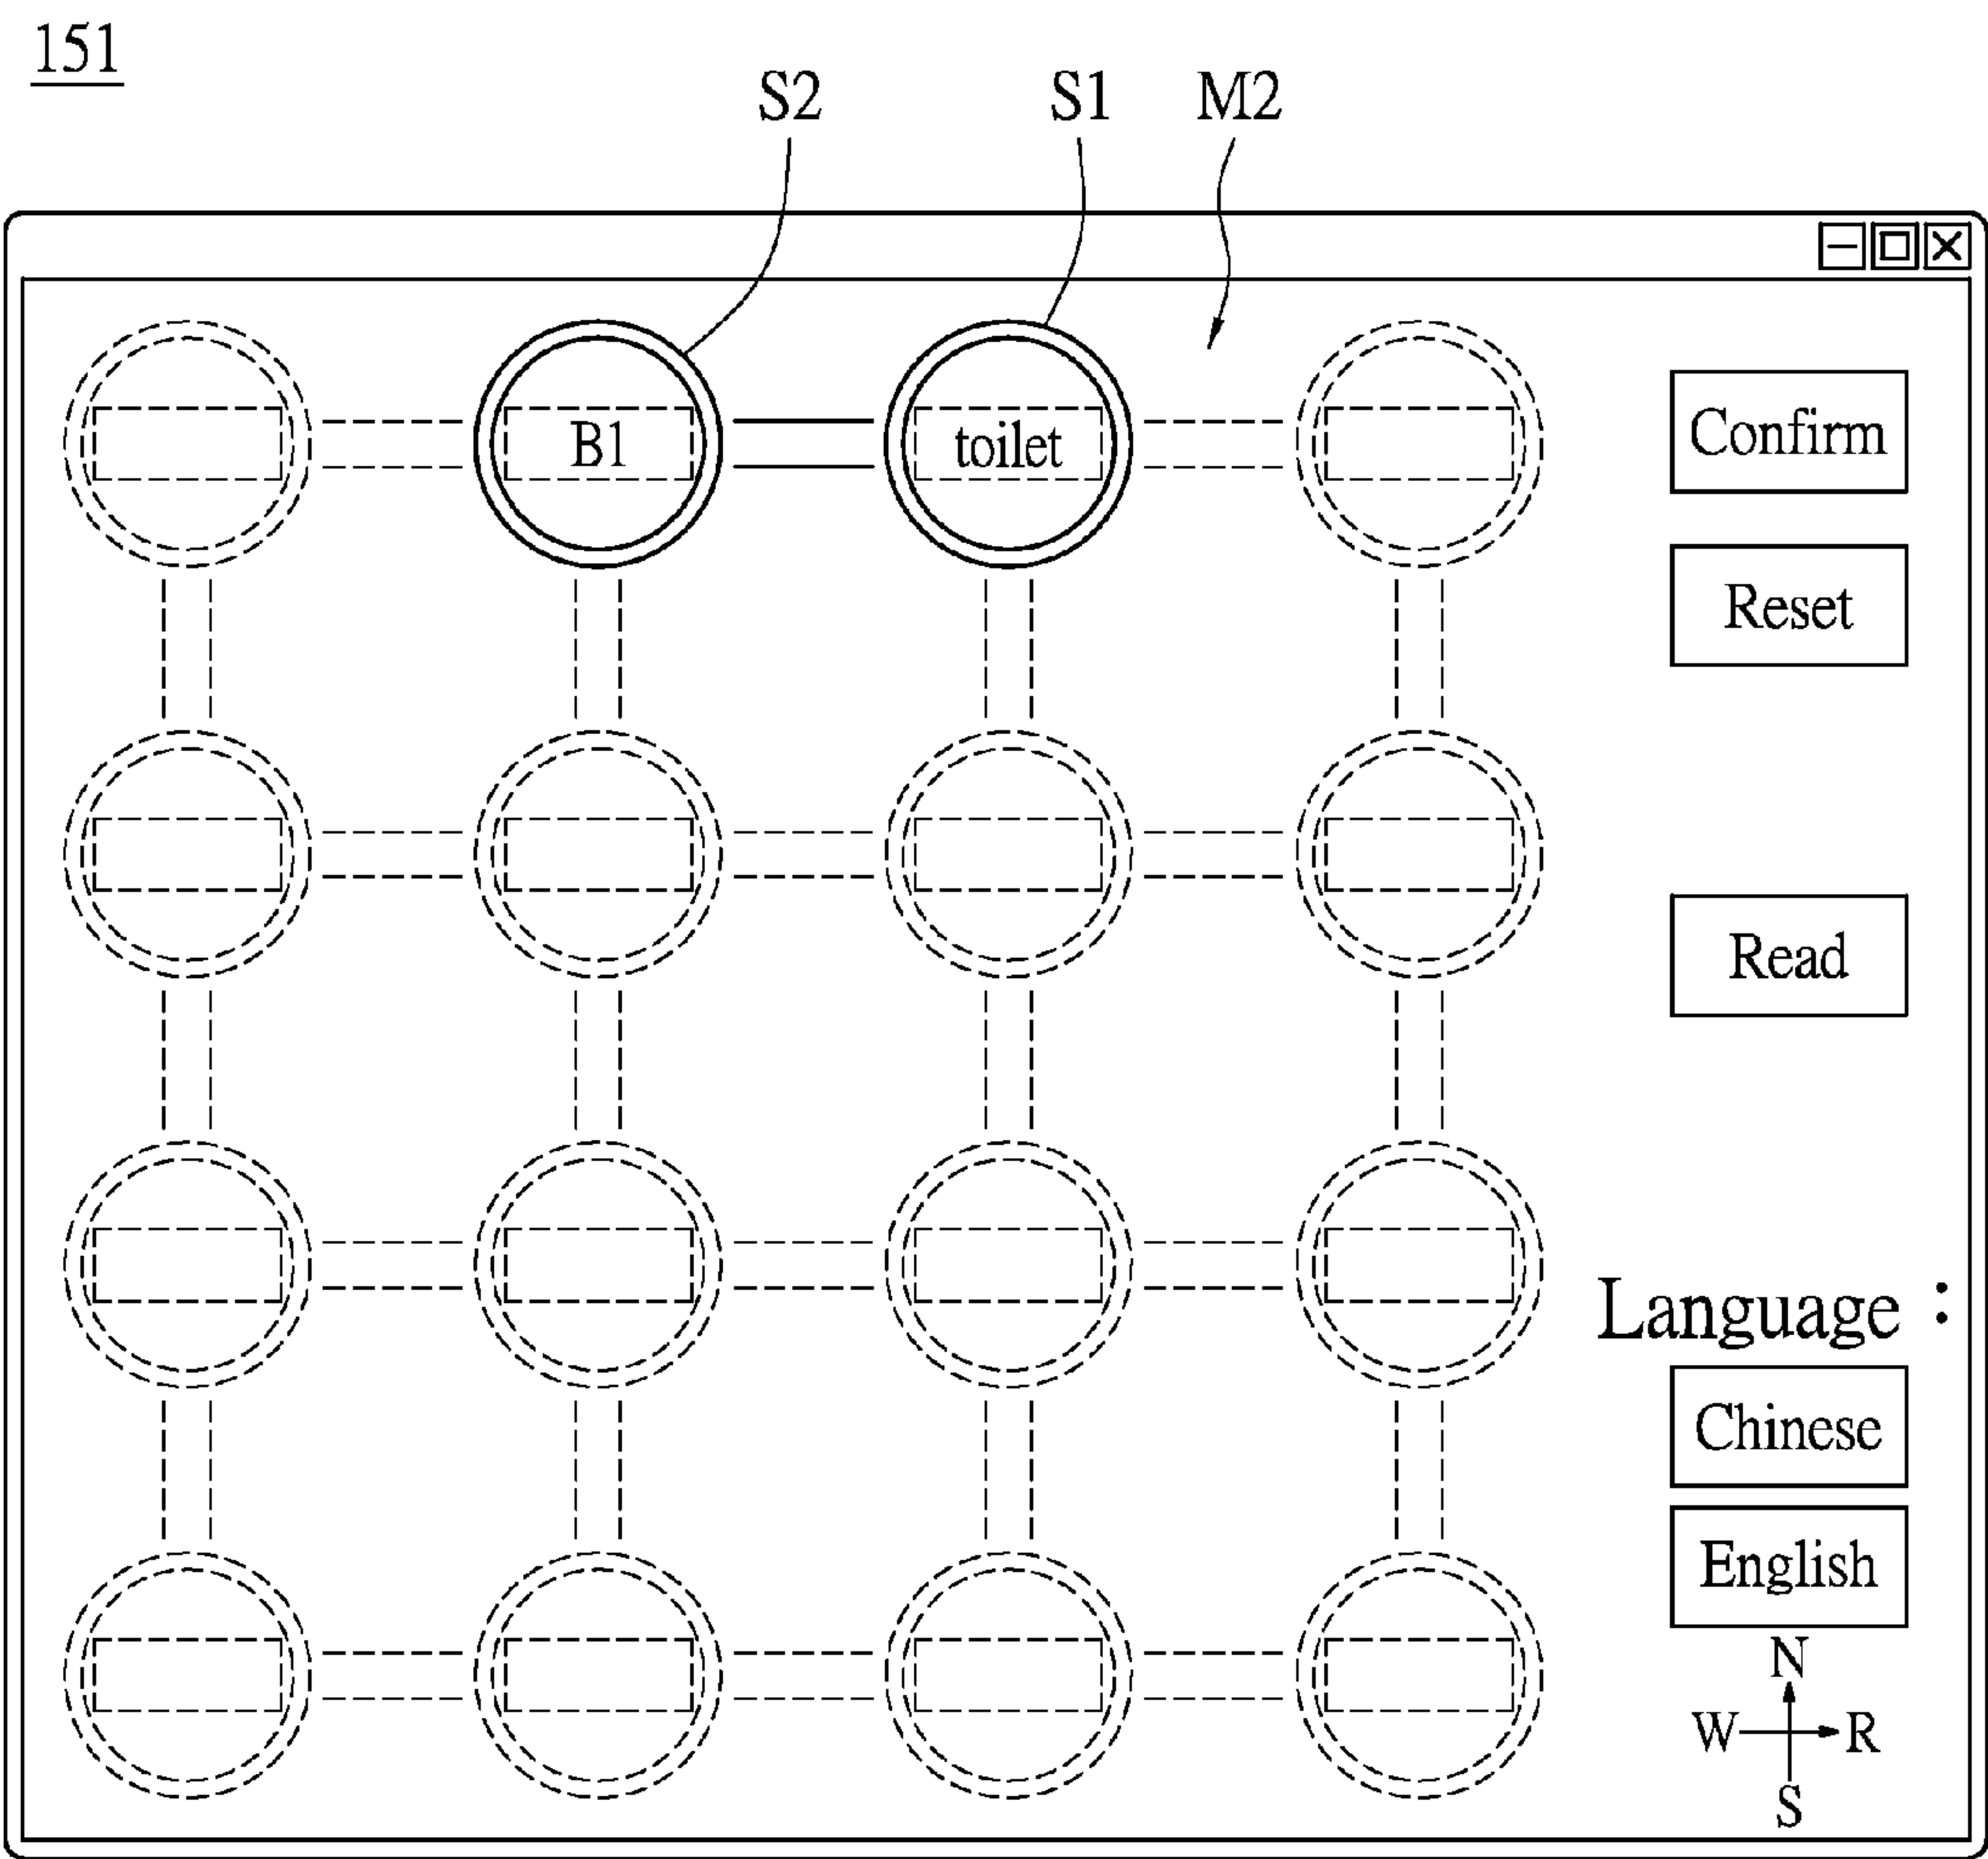 151
S2 S1 M2
B1 toilet
Confirm
Reset
Read
Language :
Chinese
English
N
W R
S